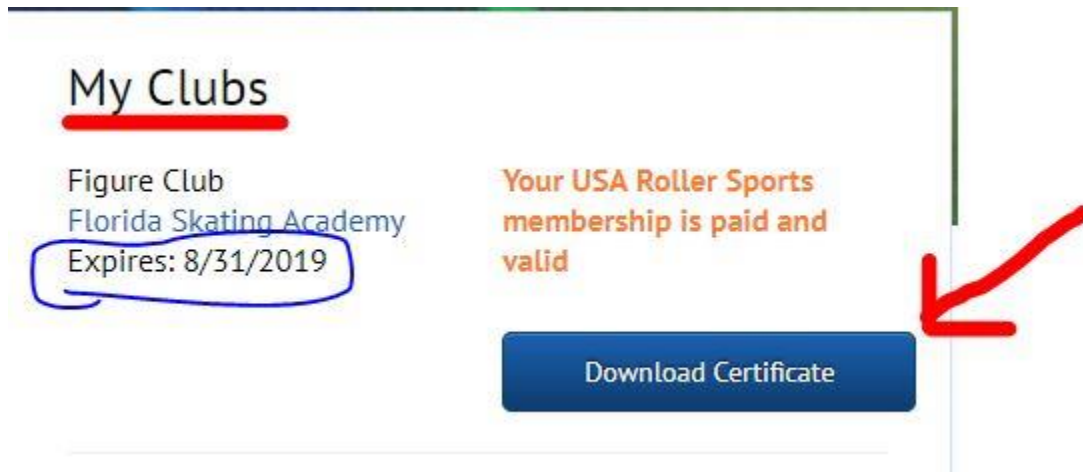 My Clubs
Figure Club
Florida Skating Academy
Expires: 8/31/2019
Your USA Roller Sports
membership is paid and
valid
Download Certificate